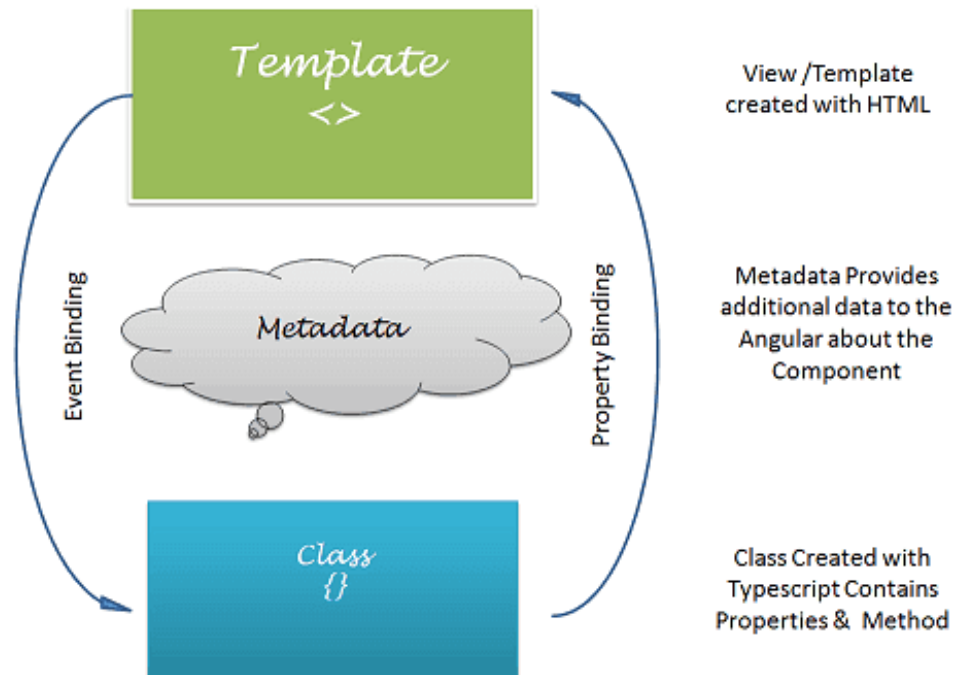 Template
<>
View /Template
created with HTML
Event Binding
Metadata
Property Binding
Metadata Provides
additional data to the
Angular about the
Component
Class
{}
Class Created with
Typescript Contains
Properties & Method